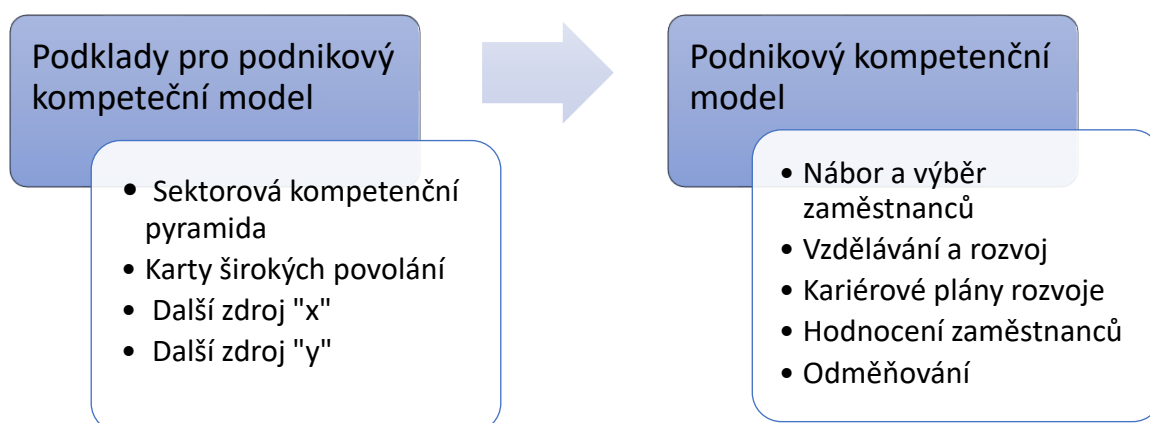 Podklady pro podnikový
kompeteční model
• Sektorová kompetenční
pyramida
• Karty širokých povolání
• Další zdroj "x"
• Další zdroj "y"
Podnikový kompetenční
model
• Nábor a výběr
zaměstnanců
• Vzdělávání a rozvoj
• Kariérové plány rozvoje
• Hodnocení zaměstnanců
• Odměňování